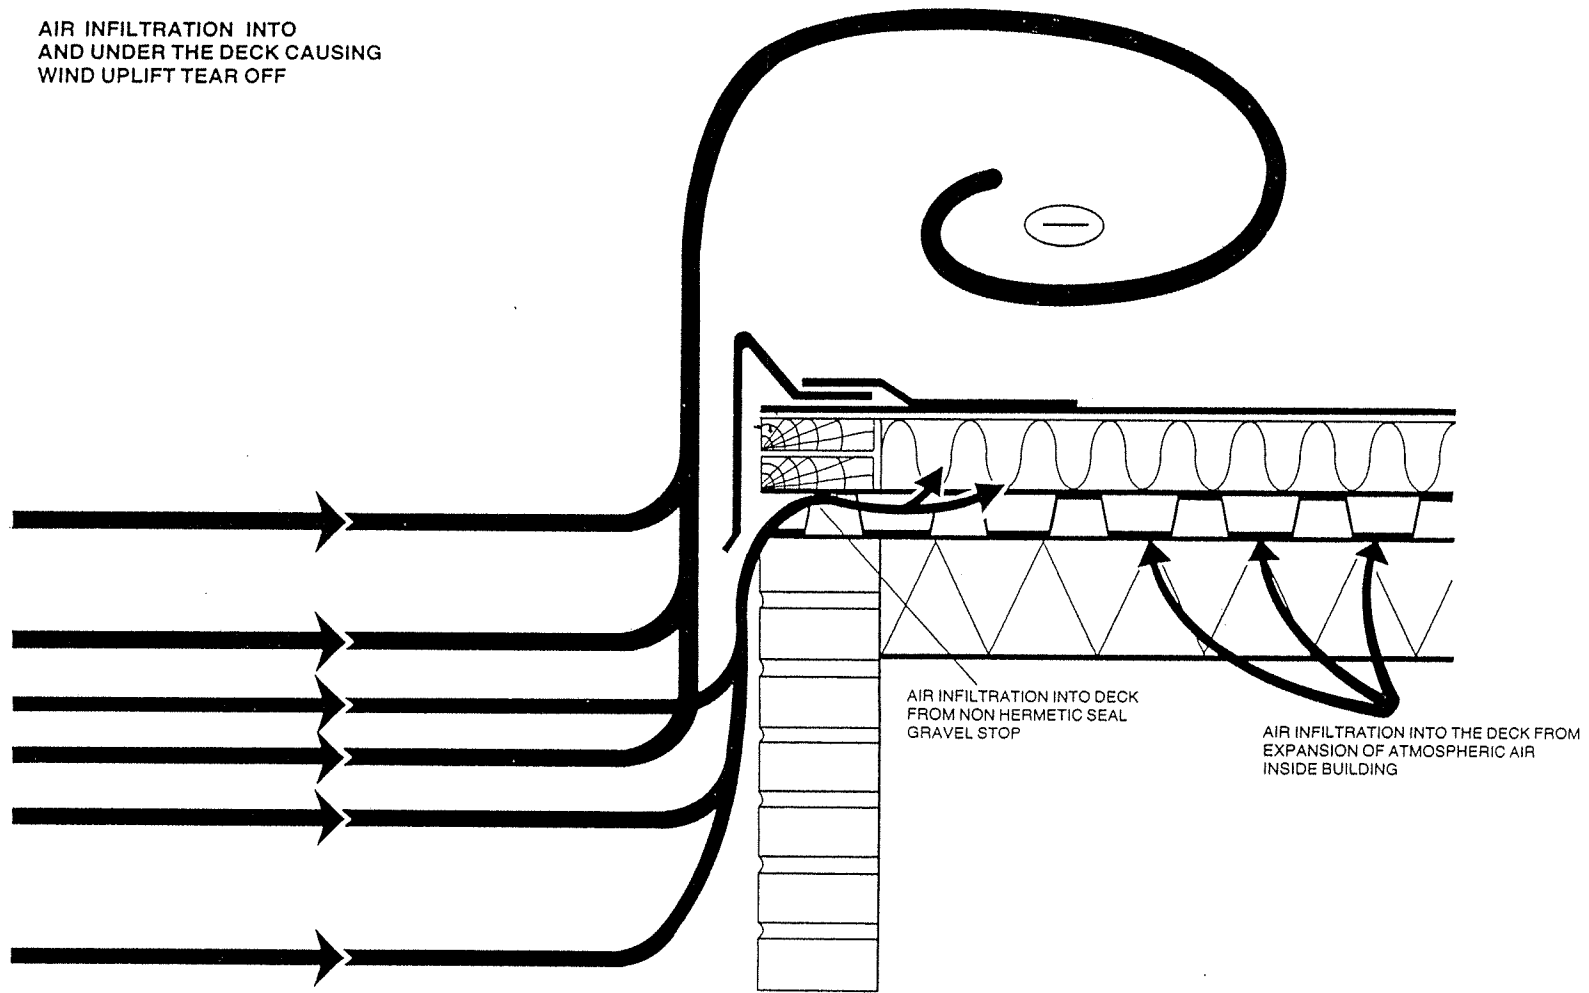 AIR INFILTRATION INTO
AND UNDER THE DECK CAUSING
WIND UPLIFT TEAR OFF
AIR INFILTRATION INTO DECK
FROM NON HERMETIC SEAL
GRAVEL STOP
AIR INFILTRATION INTO THE DECK FROM
EXPANSION OF ATMOSPHERIC AIR
INSIDE BUILDING